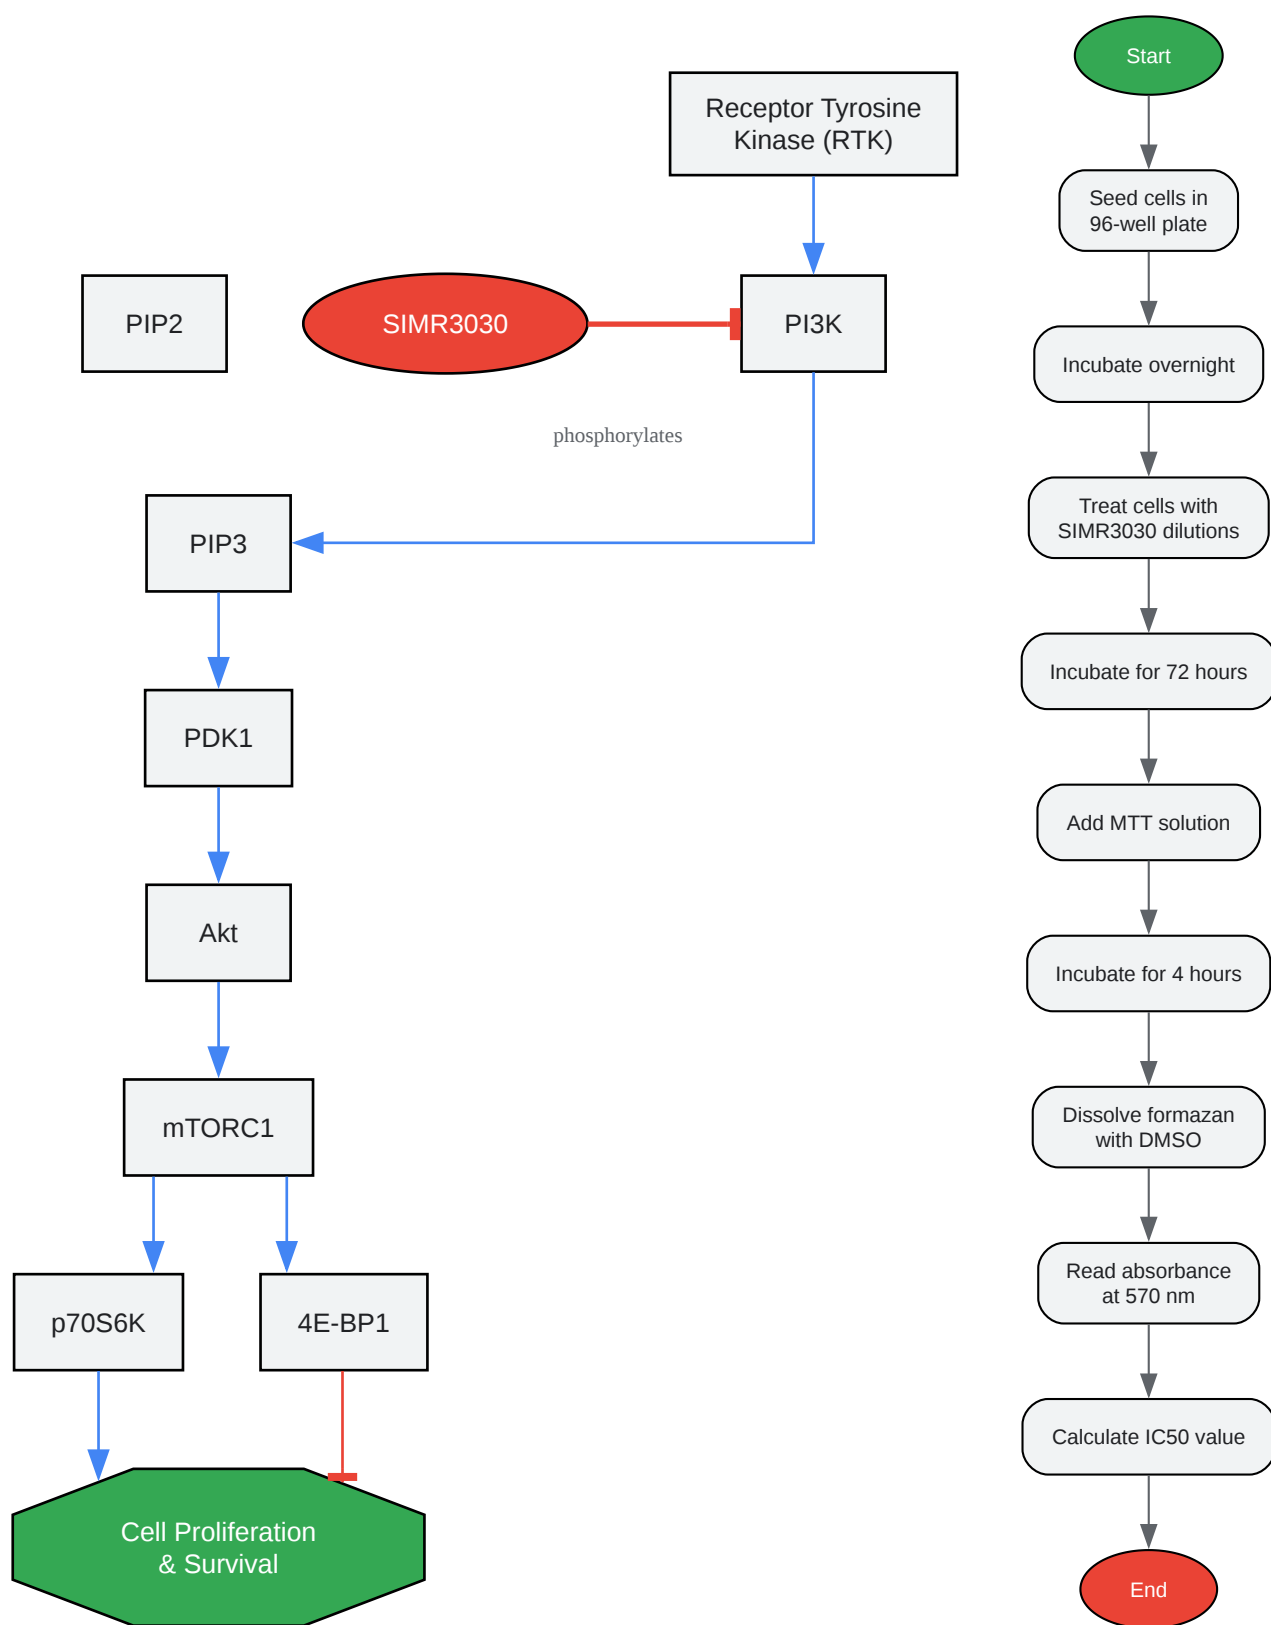 Receptor Tyrosine
Kinase (RTK)
PIP2
SIMR3030
PI3K
phosphorylates
PIP3
PDK1
Akt
mTORC1
p70S6K
4E-BP1
Cell Proliferation
& Survival
Start
Seed cells in
96-well plate
Incubate overnight
Treat cells with
SIMR3030 dilutions
Incubate for 72 hours
Add MTT solution
Incubate for 4 hours
Dissolve formazan
with DMSO
Read absorbance
at 570 nm
Calculate IC50 value
End